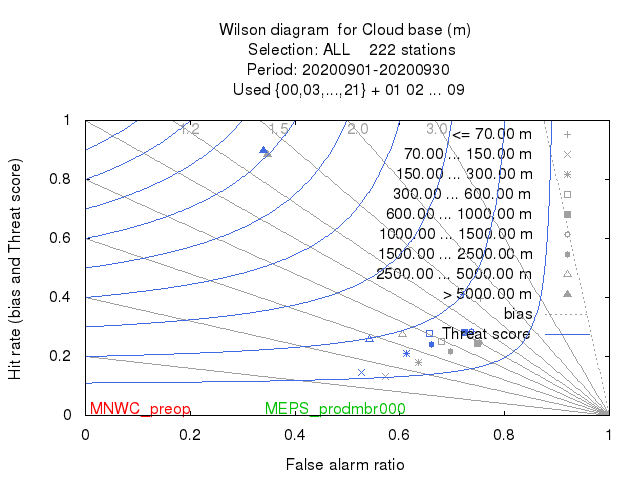 Wilson diagram  for Cloud base (m)
Selection: ALL    222 stations
Period: 20200901-20200930
Used {00,03,...,21} + 01 02 ... 09
Hit rate (bias and Threat score)
1
0.8
0.6
0.4
0.2
0
1.2
1.5
2.0
3.0
<= 70.00 m
70.00 ... 150.00 m
150.00 ... 300.00 m
300.00 ... 600.00 m
600.00 ... 1000.00 m
1000.00 ... 1500.00 m
1500.00 ... 2500.00 m
2500.00 ... 5000.00 m
> 5000.00 m
bias
Threat score
MNWC_preop
MEPS_prodmbr000
0
0.2
0.4
0.6
0.8
1
False alarm ratio